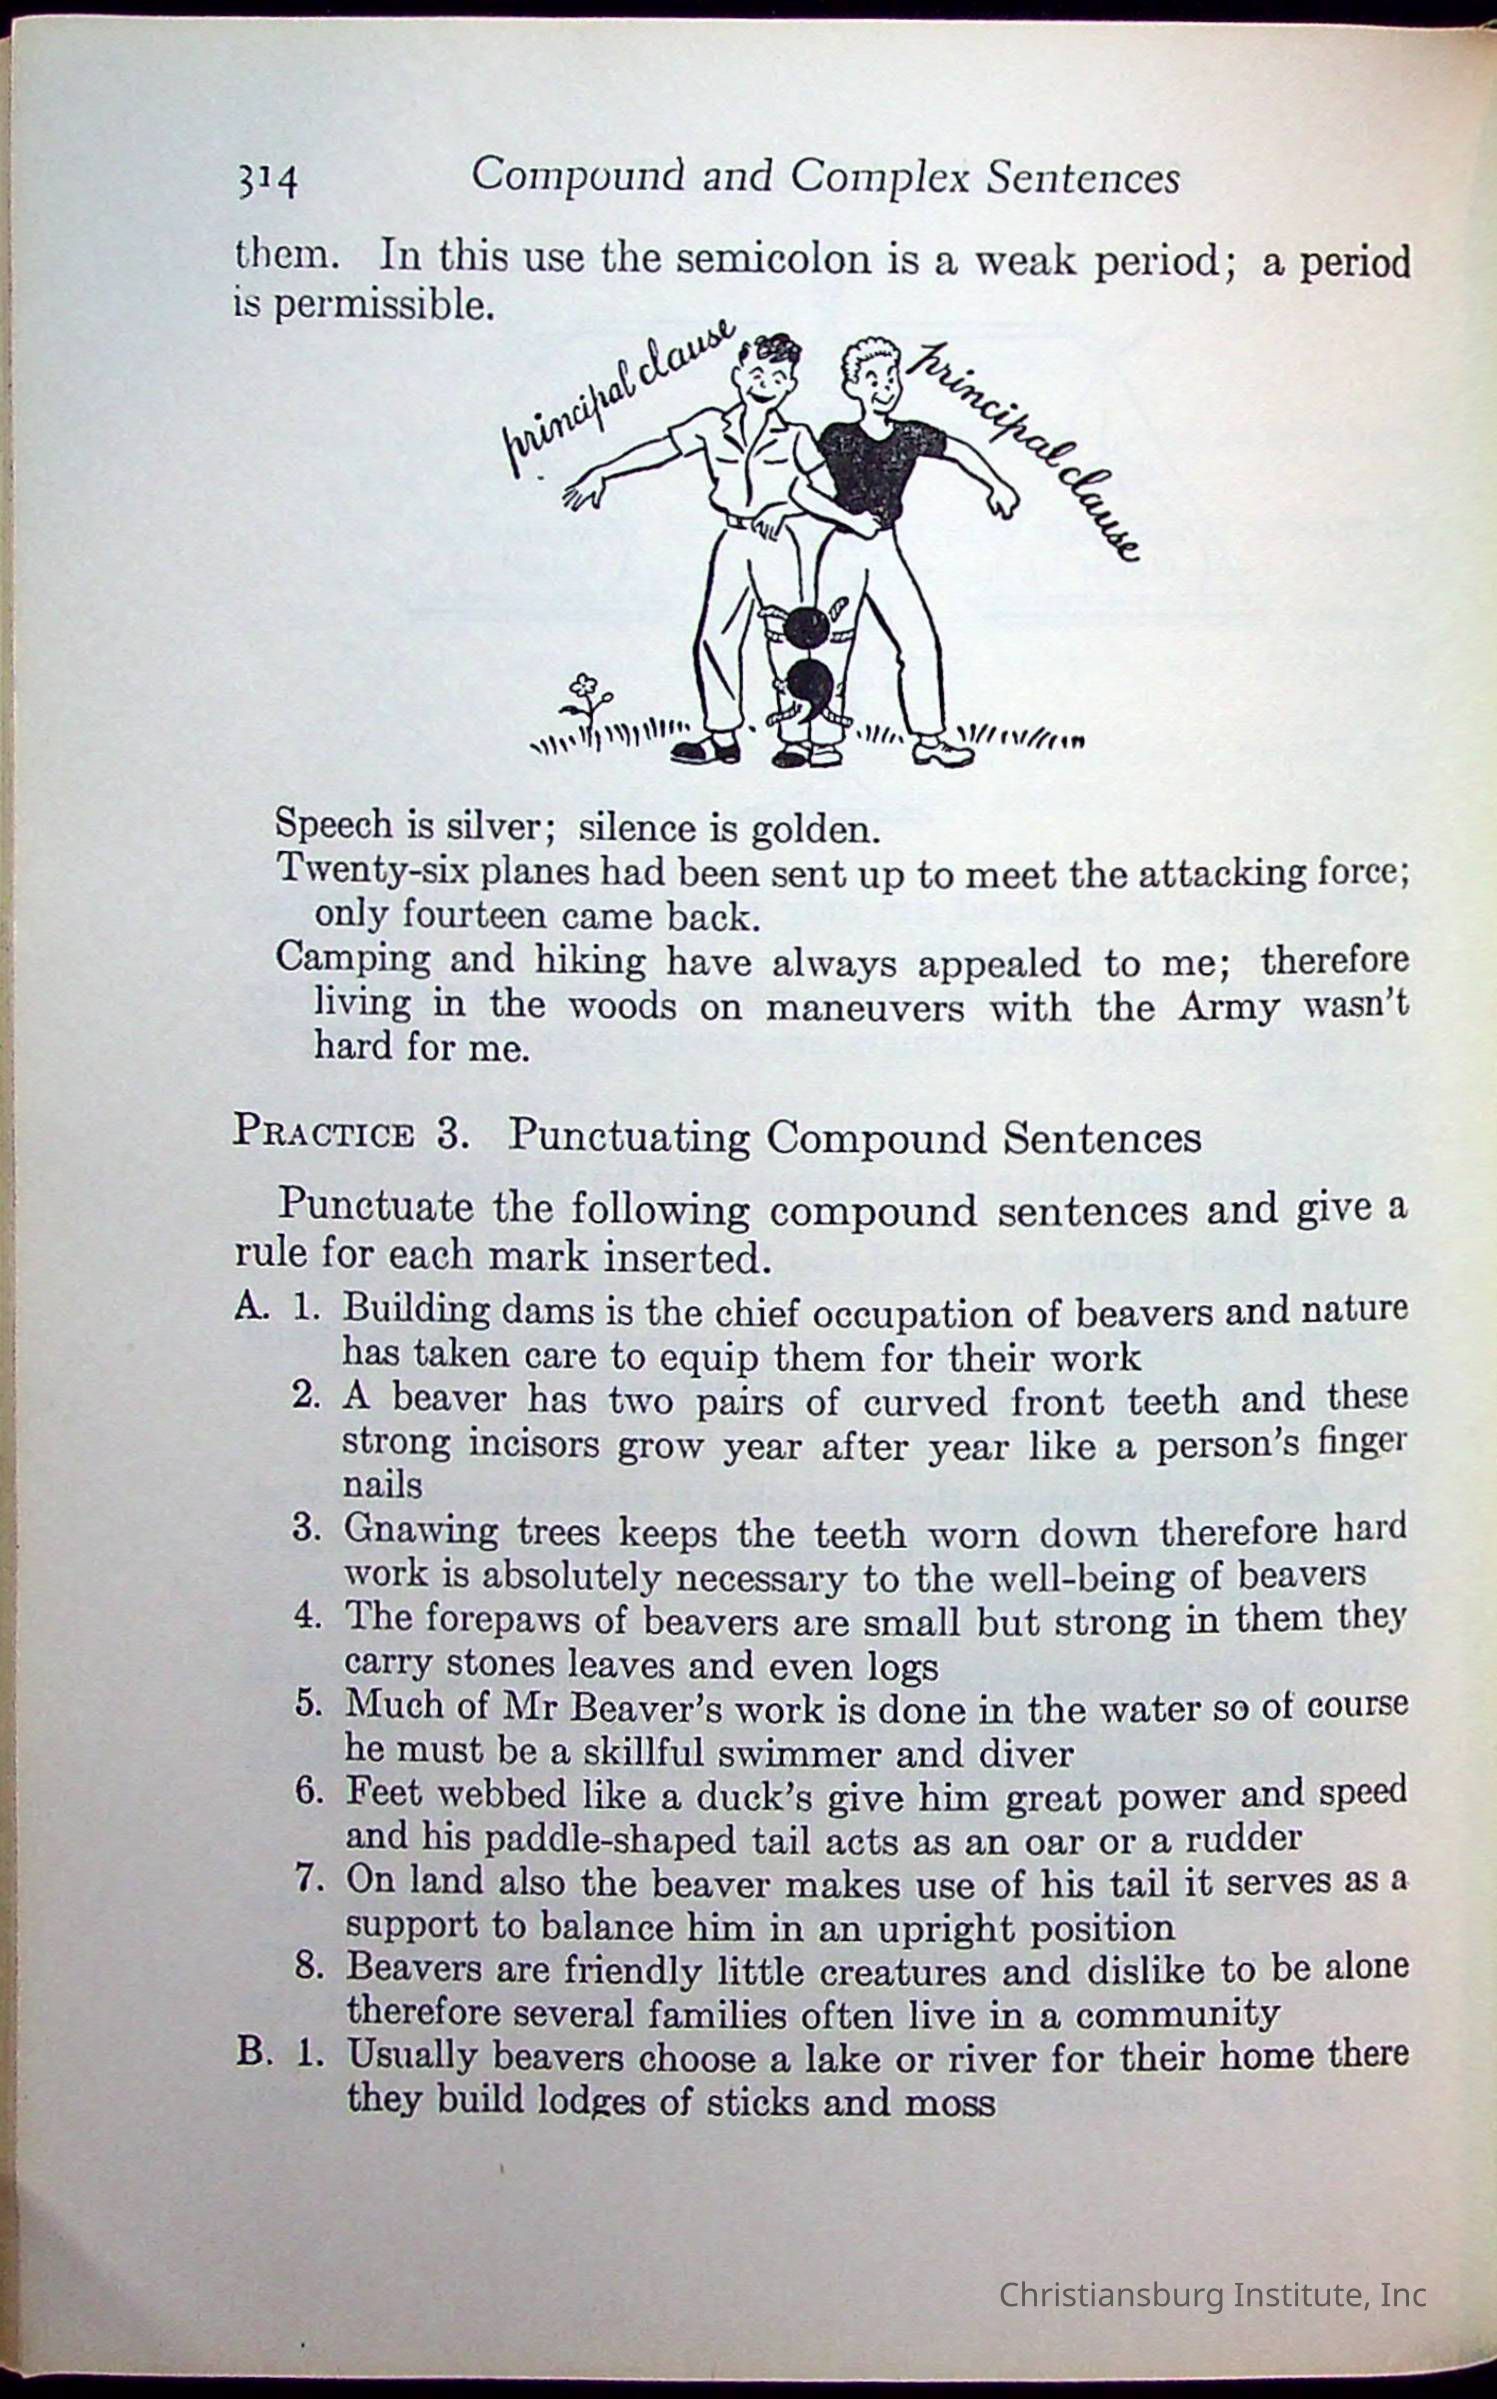 314 Compound and Complex Sentences
them. In this use the semicolon is a weak period; a period
is permissible.
principal clause
principal clause
Speech is silver; silence is golden.
Twenty-six planes had been sent up to meet the attacking force;
only fourteen came back.
Camping and hiking have always appealed to me; therefore
living in the woods on maneuvers with the Army wasn't
hard for me.
PRACTICE 3. Punctuating Compound Sentences
Punctuate the following compound sentences and give a
rule for each mark inserted.
A. 1. Building dams is the chief occupation of beavers and nature
has taken care to equip them for their work
2. A beaver has two pairs of curved front teeth and these
strong incisors grow year after year like a person's finger
nails
3. Gnawing trees keeps the teeth worn down therefore hard
work is absolutely necessary to the well-being of beavers
4. The forepaws of beavers are small but strong in them they
carry stones leaves and even logs
5. Much of Mr Beaver's work is done in the water so of course
he must be a skillful swimmer and diver
6. Feet webbed like a duck's give him great power and speed
and his paddle-shaped tail acts as an oar or a rudder
7. On land also the beaver makes use of his tail it serves as a
support to balance him in an upright position
8. Beavers are friendly little creatures and dislike to be alone
therefore several families often live in a community
B. 1. Usually beavers choose a lake or river for their home there
they build lodges of sticks and moss
Christiansburg Institute, Inc